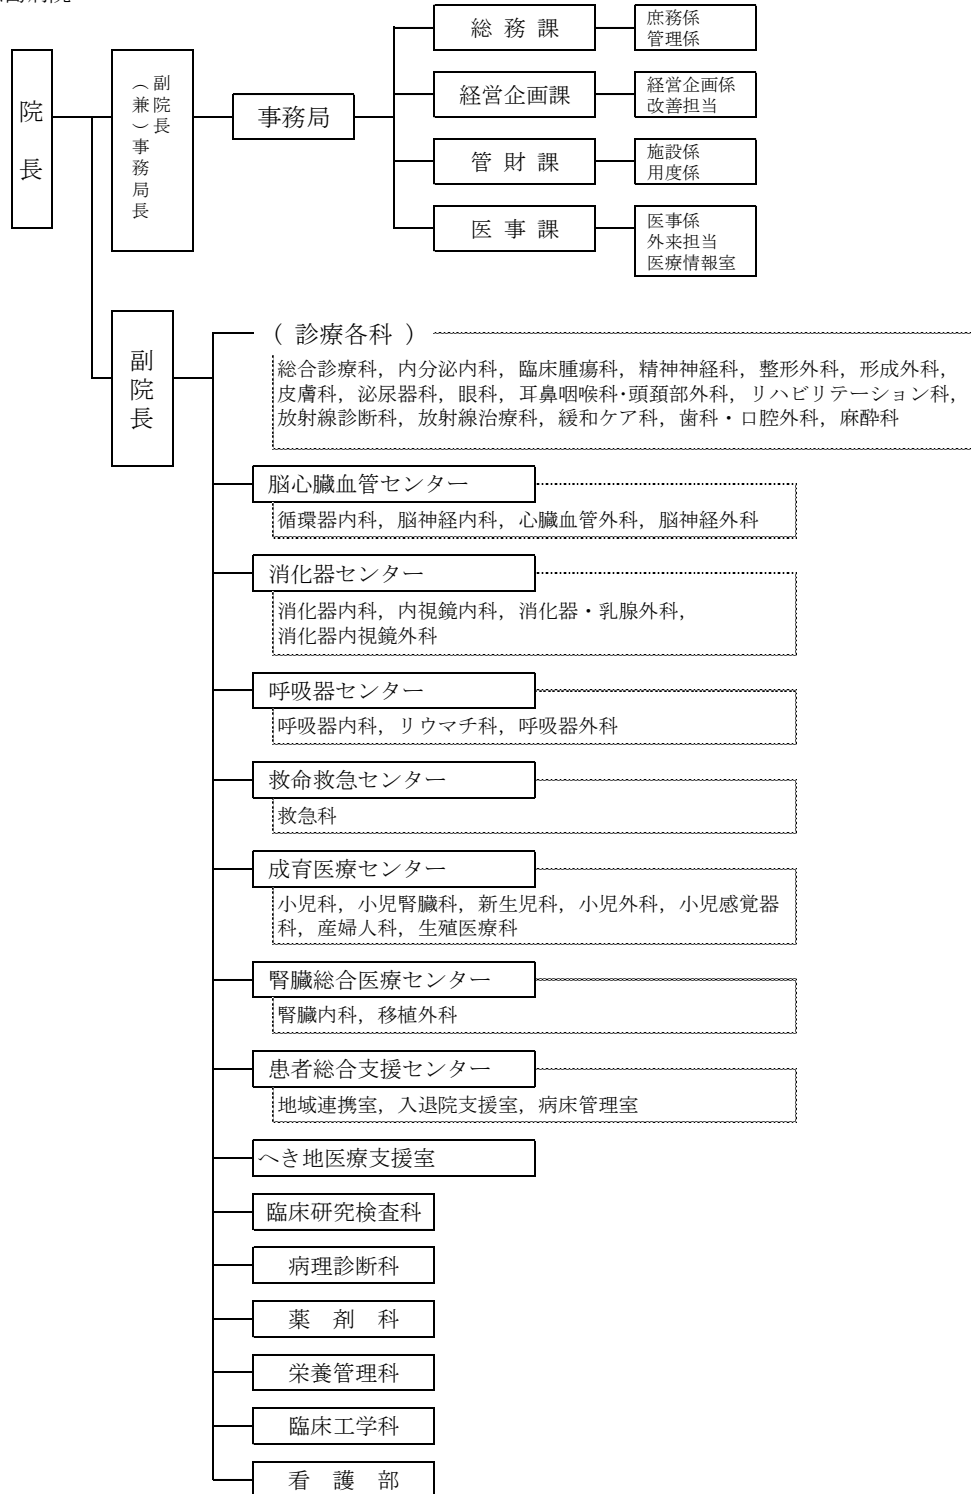 病院
院長
副院長
(兼)事務局長
事務局
総 務 課
庶務係
管理係
経営企画課
経営企画係
改善担当
管 財 課
施設係
用度係
医 事 課
医事係
外来担当
医療情報室
副院長
( 診療各科 )
総合診療科，内分泌内科，臨床腫瘍科，精神神経科，整形外科，形成外科，
皮膚科，泌尿器科，眼科，耳鼻咽喉科・頭頚部外科，リハビリテーション科，
放射線診断科，放射線治療科，緩和ケア科，歯科・口腔外科，麻酔科
脳心臓血管センター
循環器内科，脳神経内科，心臓血管外科，脳神経外科
消化器センター
消化器内科，内視鏡内科，消化器・乳腺外科，
消化器内視鏡外科
呼吸器センター
呼吸器内科，リウマチ科，呼吸器外科
救命救急センター
救急科
成育医療センター
小児科，小児腎臓科，新生児科，小児外科，小児感覚器
科，産婦人科，生殖医療科
腎臓総合医療センター
腎臓内科，移植外科
患者総合支援センター
地域連携室，入退院支援室，病床管理室
へき地医療支援室
臨床研究検査科
病理診断科
薬 剤 科
栄養管理科
臨床工学科
看 護 部